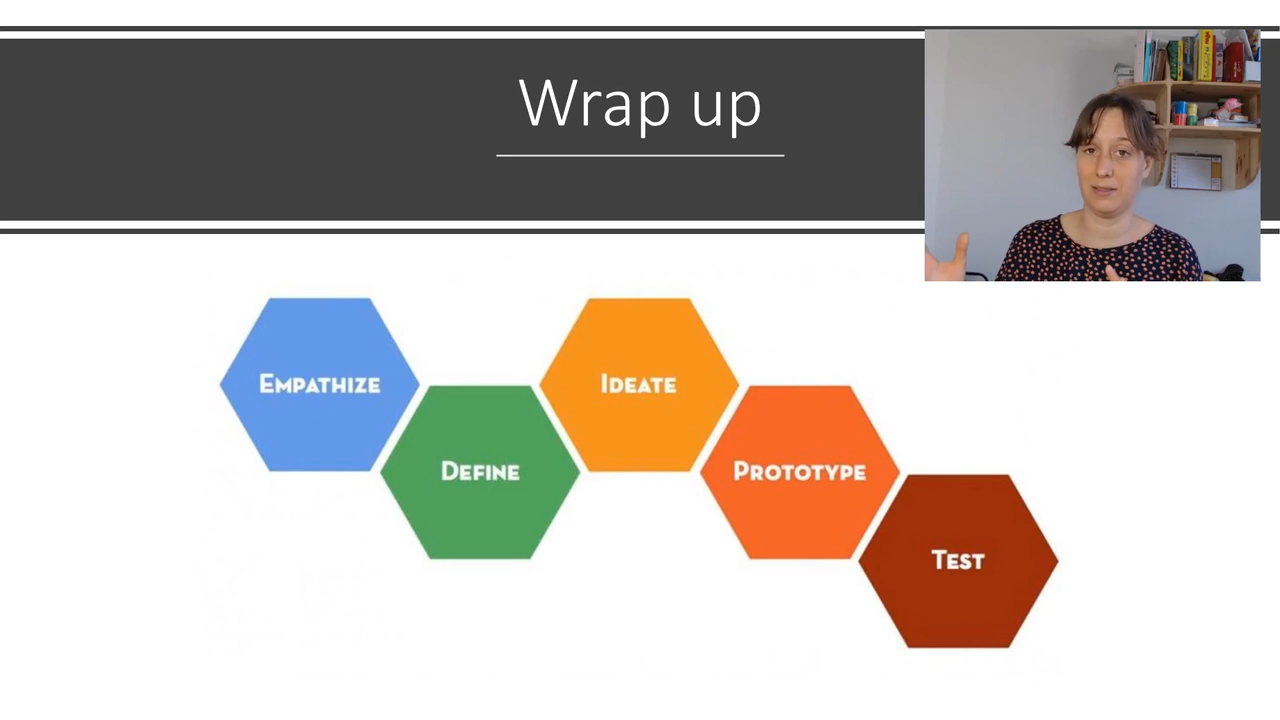 Wrap up
Empathize
Define
Ideate
Prototype
Test